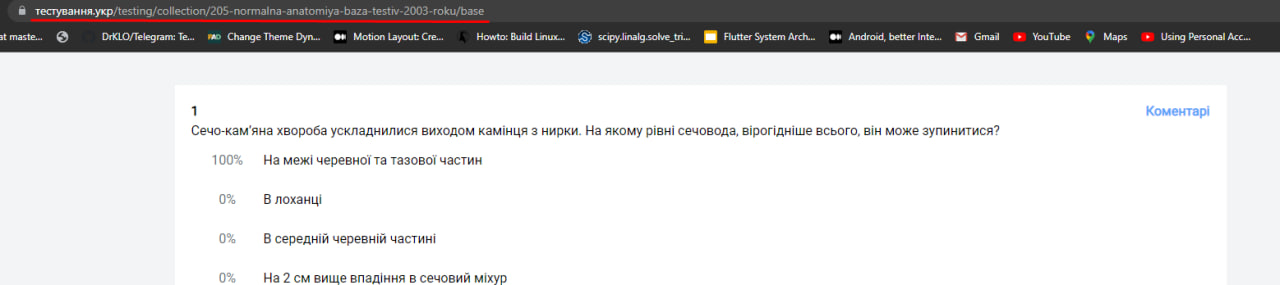 тестування.укр/testing/collection/205-normalna-anatomiya-baza-testiv-2003-roku/base
at maste... DrKLO/Telegram: Te... Change Theme Dyn... Motion Layout: Cre... Howto: Build Linux... scipy.linalg.solve_tri... Flutter System Arch... Android, better Inte... Gmail YouTube Maps Using Personal Acc...
1 Коментарі
Сечо-кам'яна хвороба ускладнилися виходом камінця з нирки. На якому рівні сечовода, вірогідніше всього, він може зупинитися?
100% На межі черевної та тазової частин
0% В лоханці
0% В середній черевній частині
0% На 2 см вище впадіння в сечовий міхур